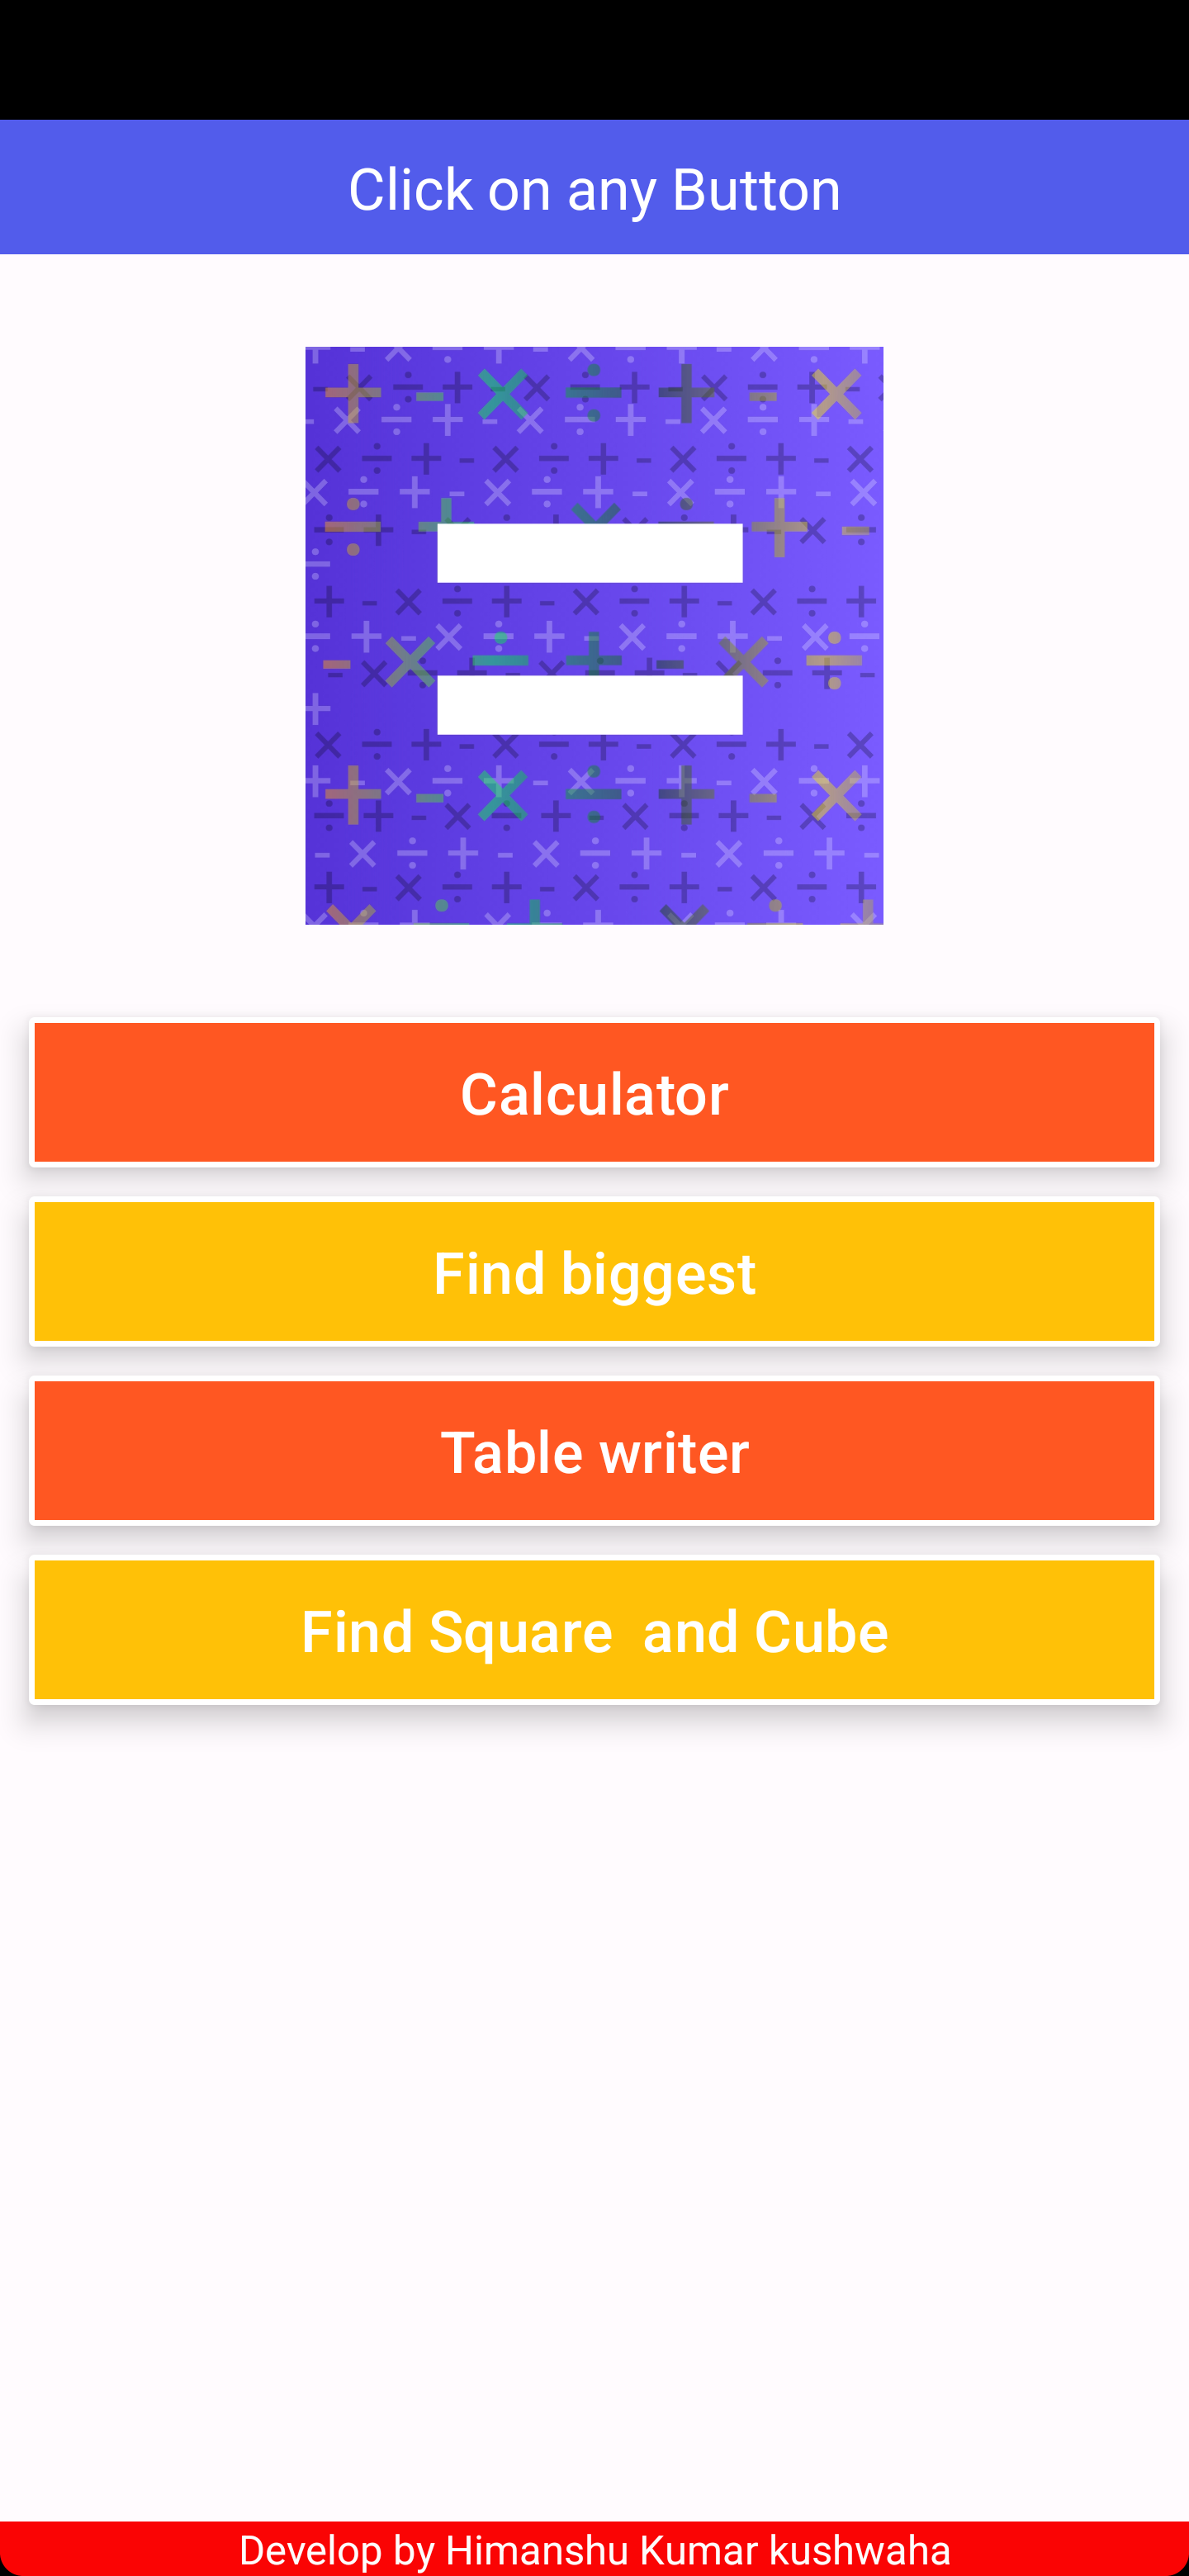 Click on any Button
Calculator
Find biggest
Table writer
Find Square  and Cube
Develop by Himanshu Kumar kushwaha